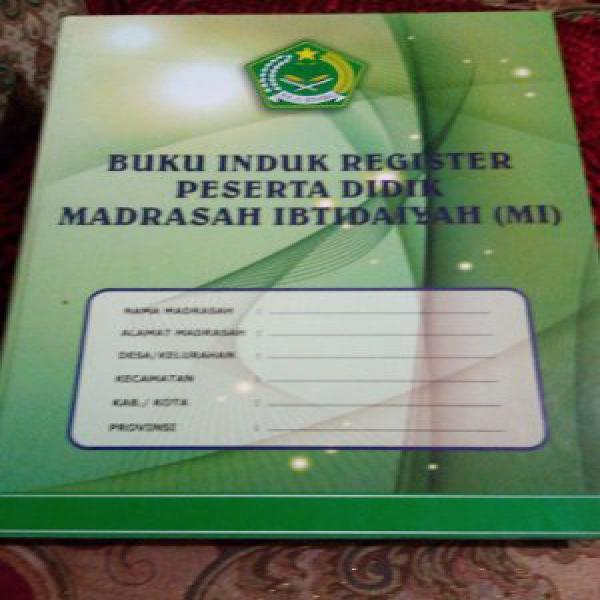 BUKU INDUK REGISTER
PESERTA DIDIK
MADRASAH IBTIDAIYAH (MI)
NAMA MADRASAH :
ALAMAT MADRASAH :
DESA/KELURAHAN :
KECAMATAN :
KAB./ KOTA :
PROVINSI :